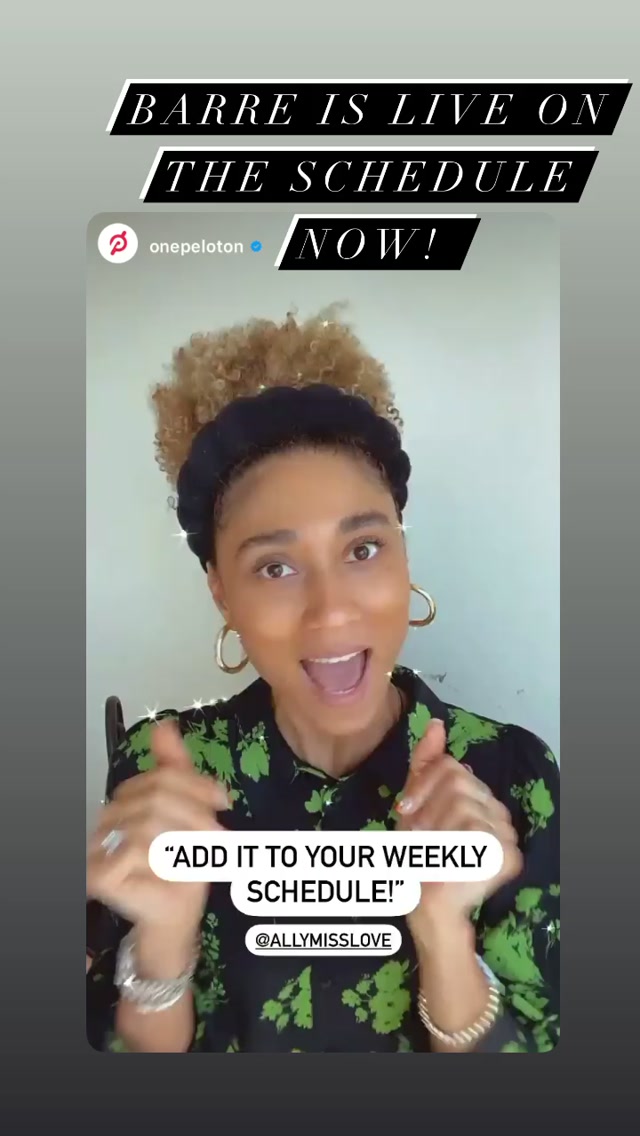 BARRE IS LIVE ON
THE SCHEDULE
onepeloton
NOW!
“ADD IT TO YOUR WEEKLY
SCHEDULE!”
@ALLYMISSLOVE